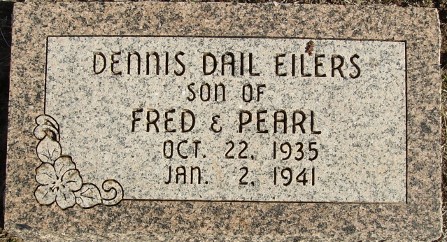 DENNIS DAIL EILERS
SON OF
FRED & PEARL
OCT. 22, 1935
JAN. 2, 1941